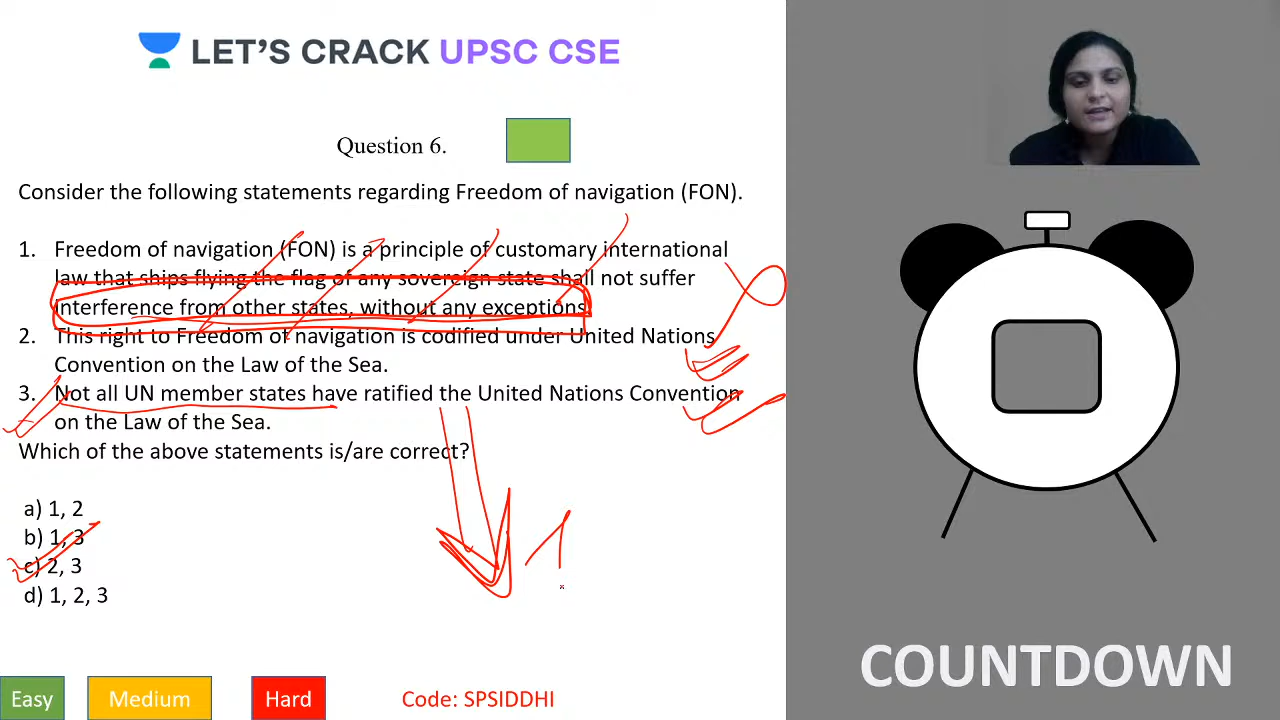 LET'S CRACK UPSC CSE
Question 6.
Consider the following statements regarding Freedom of navigation (FON).
1. Freedom of navigation (FON) is a principle of customary international
law that ships flying the flag of any sovereign state shall not suffer
interference from other states, without any exceptions.
2. This right to Freedom of navigation is codified under United Nations
Convention on the Law of the Sea.
3. Not all UN member states have ratified the United Nations Convention
on the Law of the Sea.
Which of the above statements is/are correct?
a) 1, 2
b) 1, 3
c) 2, 3
d) 1, 2, 3
1
Easy
Medium
Hard
Code: SPSIDDHI
COUNTDOWN